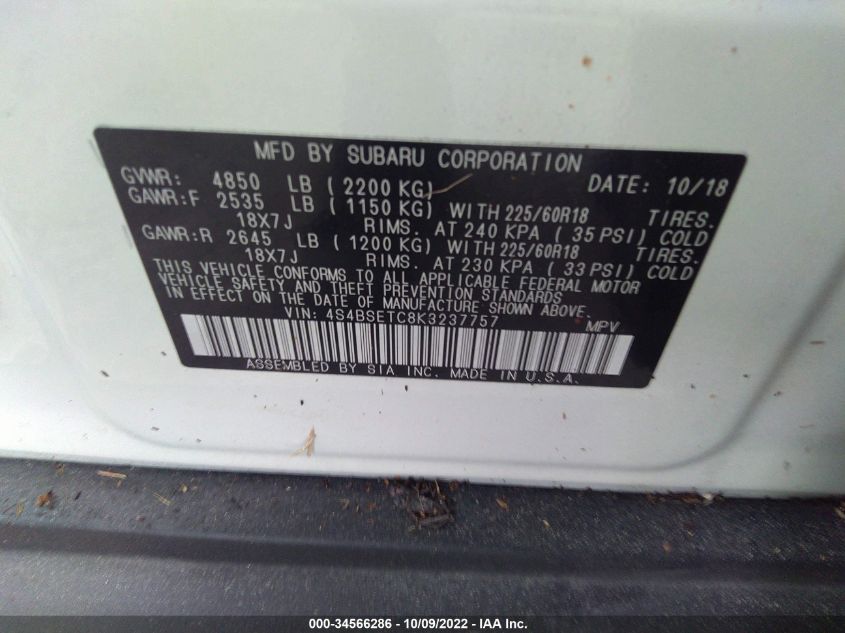 MFD BY SUBARU CORPORATION
GVWR: 4850 LB ( 2200 KG) DATE: 10/18
GAWR:F 2535 LB ( 1150 KG) WITH 225/60R18 TIRES.
18X7J RIMS. AT 240 KPA ( 35 PSI) COLD
GAWR:R 2645 LB ( 1200 KG) WITH 225/60R18 TIRES.
18X7J RIMS. AT 230 KPA ( 33 PSI) COLD
THIS VEHICLE CONFORMS TO ALL APPLICABLE FEDERAL MOTOR
VEHICLE SAFETY AND THEFT PREVENTION STANDARDS
IN EFFECT ON THE DATE OF MANUFACTURE SHOWN ABOVE.
VIN: 4S4BSETC8K3237757 MPV
ASSEMBLED BY SIA INC. MADE IN U.S.A.
000-34566286 - 10/09/2022 - IAA Inc.